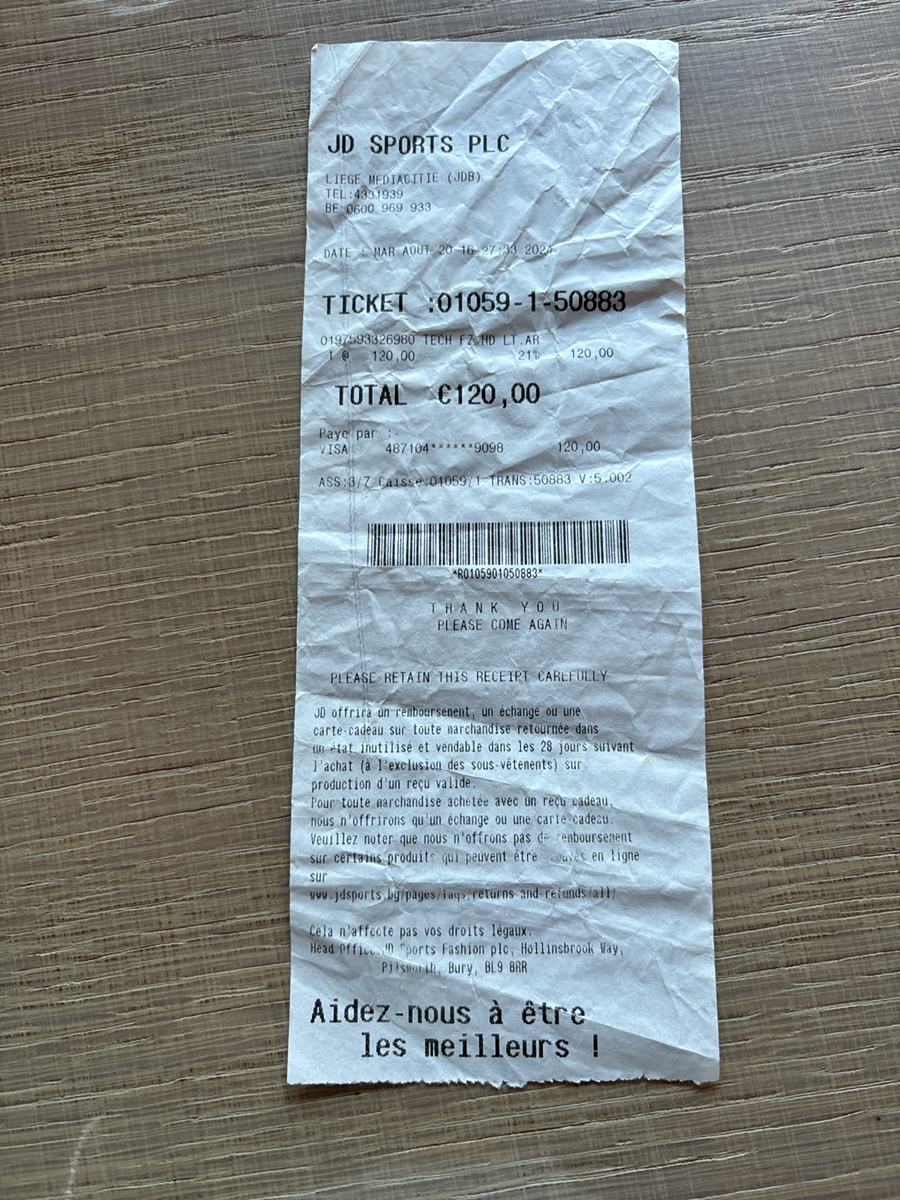 JD SPORTS PLC
LIEGE MEDIACITIE (JDB)
TEL:4331939
BE 0600 969 933
DATE : MAR AOUT 20 16:27:33 2024
TICKET :01059-1-50883
0197593326980 TECH FZ HD LT.AR
1 @ 120,00 21% 120,00
TOTAL €120,00
Paye par :-
VISA 487104******9098 120,00
ASS:3/7 Caisse:01059/1 TRANS:50883 V:5.002
*R0105901050883*
THANK YOU
PLEASE COME AGAIN
PLEASE RETAIN THIS RECEIPT CAREFULLY
JD offrira un remboursement, un échange ou une
carte-cadeau sur toute marchandise retournée dans
un état inutilisé et vendable dans les 28 jours suivant
l'achat (à l'exclusion des sous-vêtements) sur
production d'un reçu valide.
Pour toute marchandise achetée avec un reçu cadeau,
nous n'offrirons qu'un échange ou une carte-cadeau.
Veuillez noter que nous n'offrons pas de remboursement
sur certains produits qui peuvent être en ligne
sur
www.jdsports.bg/pages/faqs/returns-and-refunds/all/
Cela n'affecte pas vos droits légaux.
Head Office JD Sports Fashion plc, Hollinsbrook Way,
Pilsworth, Bury, BL9 8RR
Aidez-nous à être
les meilleurs !